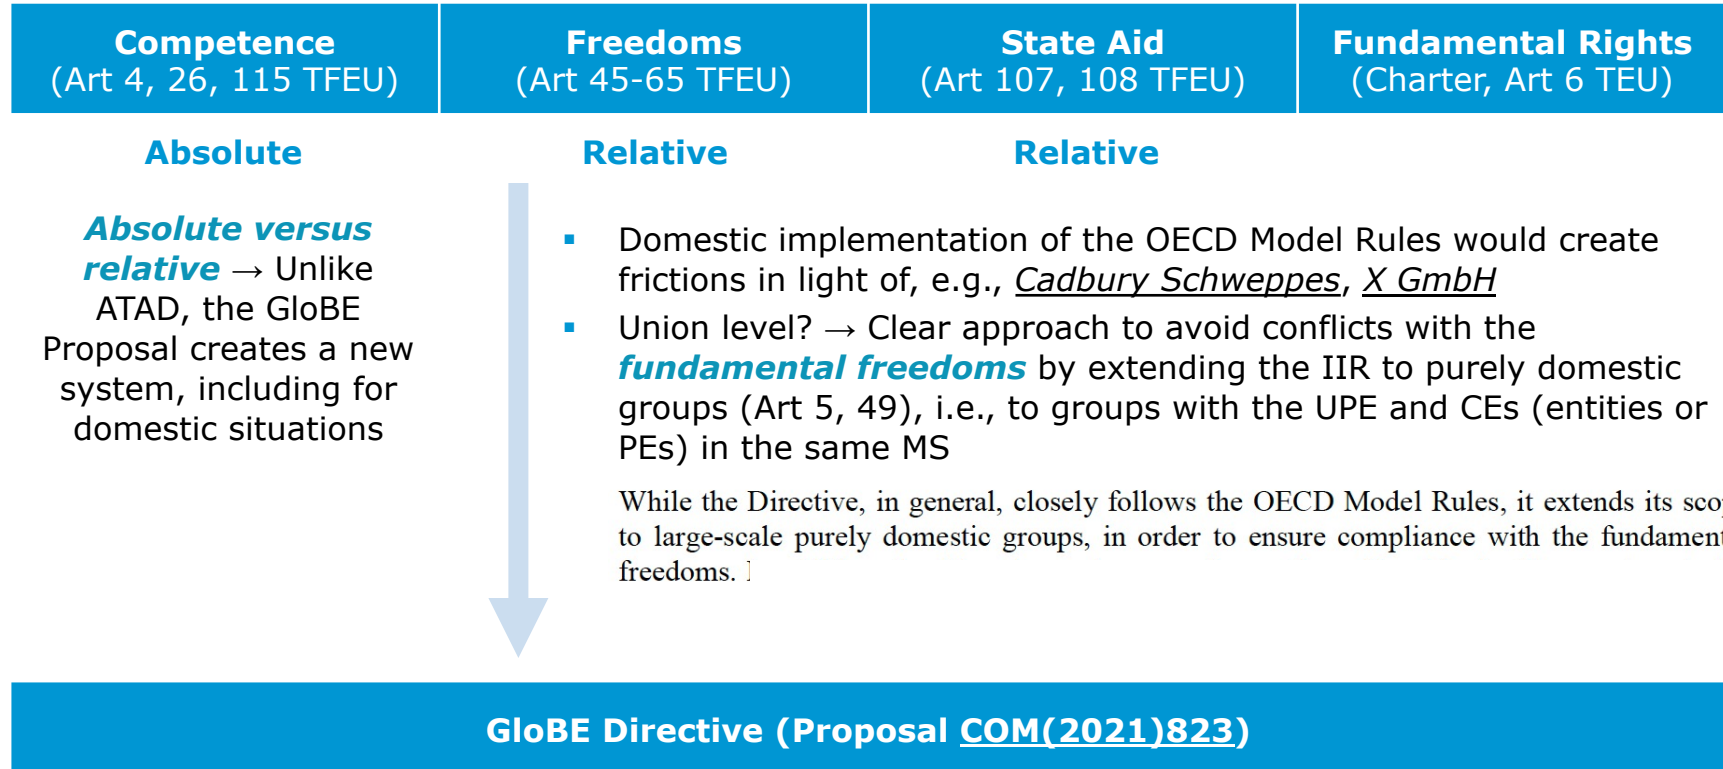 Competence
(Art 4, 26, 115 TFEU)
Freedoms
(Art 45-65 TFEU)
State Aid
(Art 107, 108 TFEU)
Fundamental Rights
(Charter, Art 6 TEU)
Absolute
Relative
Relative
Absolute versus
relative → Unlike
ATAD, the GloBE
Proposal creates a new
system, including for
domestic situations
▪ Domestic implementation of the OECD Model Rules would create
frictions in light of, e.g., Cadbury Schweppes, X GmbH
▪ Union level? → Clear approach to avoid conflicts with the
fundamental freedoms by extending the IIR to purely domestic
groups (Art 5, 49), i.e., to groups with the UPE and CEs (entities or
PEs) in the same MS
While the Directive, in general, closely follows the OECD Model Rules, it extends its
to large-scale purely domestic groups, in order to ensure compliance with the
freedoms.
GloBE Directive (Proposal COM(2021)823)